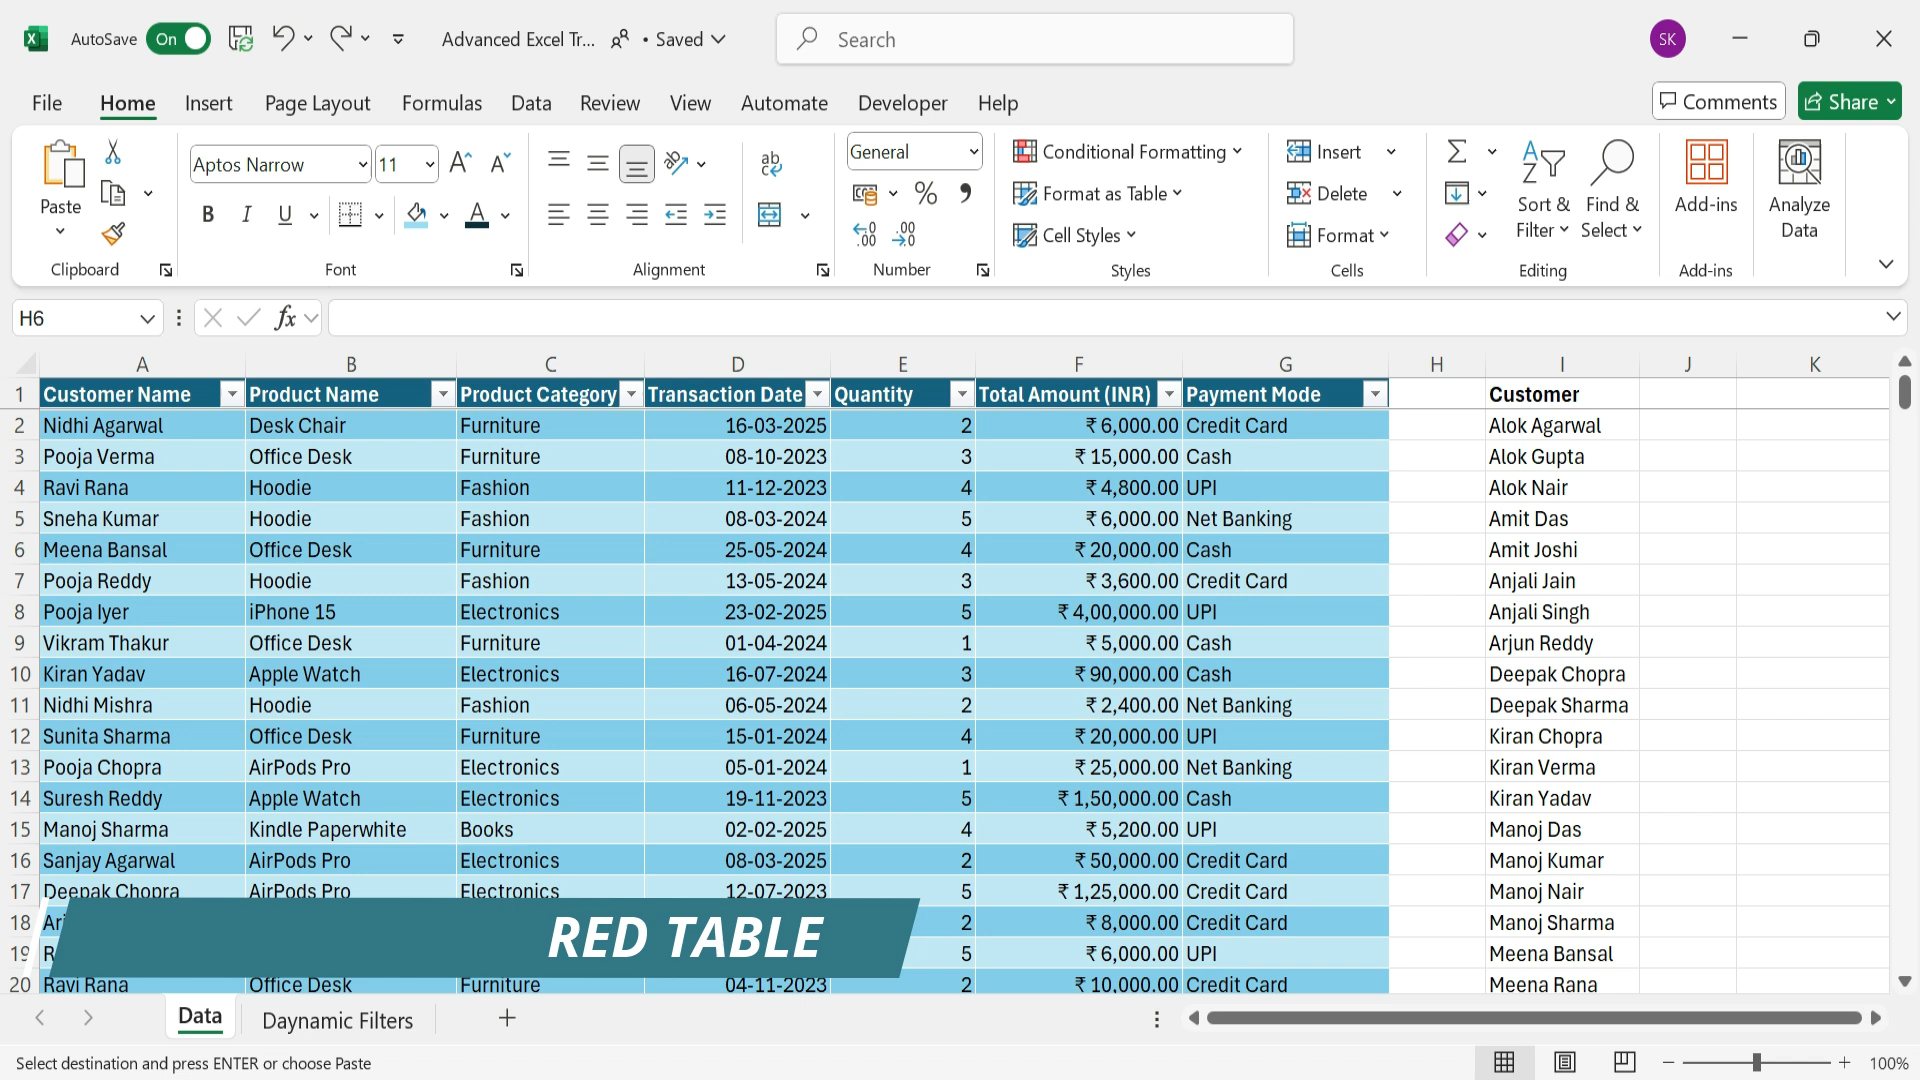 AutoSave On Advanced Excel Tr... • Saved Search SK
File Home Insert Page Layout Formulas Data Review View Automate Developer Help Comments Share
Paste Aptos Narrow 11 General Conditional Formatting Format as Table Cell Styles Insert Delete Format Sort & Filter Find & Select Add-ins Analyze Data
Clipboard Font Alignment Number Styles Cells Editing Add-ins
H6 fx
A B C D E F G H I J K
1 Customer Name Product Name Product Category Transaction Date Quantity Total Amount (INR) Payment Mode Customer
2 Nidhi Agarwal Desk Chair Furniture 16-03-2025 2 ₹ 6,000.00 Credit Card Alok Agarwal
3 Pooja Verma Office Desk Furniture 08-10-2023 3 ₹ 15,000.00 Cash Alok Gupta
4 Ravi Rana Hoodie Fashion 11-12-2023 4 ₹ 4,800.00 UPI Alok Nair
5 Sneha Kumar Hoodie Fashion 08-03-2024 5 ₹ 6,000.00 Net Banking Amit Das
6 Meena Bansal Office Desk Furniture 25-05-2024 4 ₹ 20,000.00 Cash Amit Joshi
7 Pooja Reddy Hoodie Fashion 13-05-2024 3 ₹ 3,600.00 Credit Card Anjali Jain
8 Pooja Iyer iPhone 15 Electronics 23-02-2025 5 ₹ 4,00,000.00 UPI Anjali Singh
9 Vikram Thakur Office Desk Furniture 01-04-2024 1 ₹ 5,000.00 Cash Arjun Reddy
10 Kiran Yadav Apple Watch Electronics 16-07-2024 3 ₹ 90,000.00 Cash Deepak Chopra
11 Nidhi Mishra Hoodie Fashion 06-05-2024 2 ₹ 2,400.00 Net Banking Deepak Sharma
12 Sunita Sharma Office Desk Furniture 15-01-2024 4 ₹ 20,000.00 UPI Kiran Chopra
13 Pooja Chopra AirPods Pro Electronics 05-01-2024 1 ₹ 25,000.00 Net Banking Kiran Verma
14 Suresh Reddy Apple Watch Electronics 19-11-2023 5 ₹ 1,50,000.00 Cash Kiran Yadav
15 Manoj Sharma Kindle Paperwhite Books 02-02-2025 4 ₹ 5,200.00 UPI Manoj Das
16 Sanjay Agarwal AirPods Pro Electronics 08-03-2025 2 ₹ 50,000.00 Credit Card Manoj Kumar
17 Deepak Chopra AirPods Pro Electronics 12-07-2023 5 ₹ 1,25,000.00 Credit Card Manoj Nair
18 2 ₹ 8,000.00 Credit Card Manoj Sharma
RED TABLE
19 5 ₹ 6,000.00 UPI Meena Bansal
20 Ravi Rana Office Desk Furniture 04-11-2023 2 ₹ 10,000.00 Credit Card Meena Rana
Data Daynamic Filters
Select destination and press ENTER or choose Paste 100%